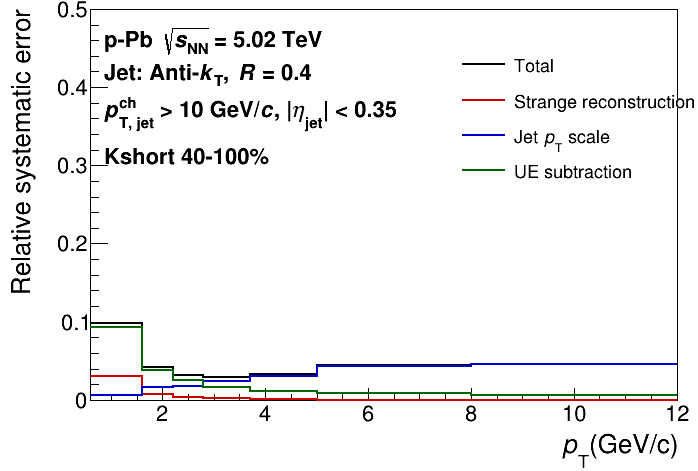 Relative systematic error
0.5
0.4
0.3
0.2
0.1
0
p-Pb √sNN = 5.02 TeV
Jet: Anti-kT, R = 0.4
p ch T, jet > 10 GeV/c, |ηjet| < 0.35
Kshort 40-100%
Total
Strange reconstruction
Jet pT scale
UE subtraction
2 4 6 8 10 12
pT(GeV/c)